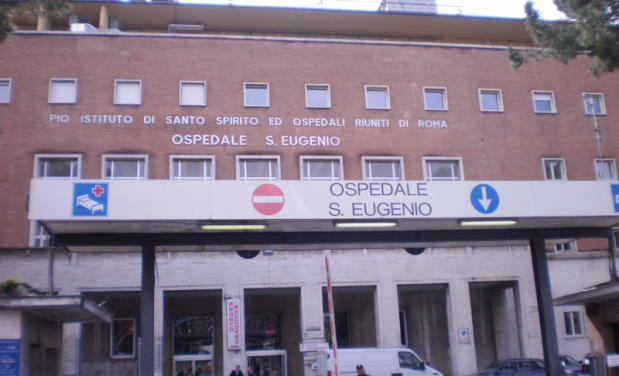 PIO ISTITUTO DI SANTO SPIRITO ED OSPEDALI RIUNITI DI ROMA
OSPEDALE S. EUGENIO
OSPEDALE
S. EUGENIO